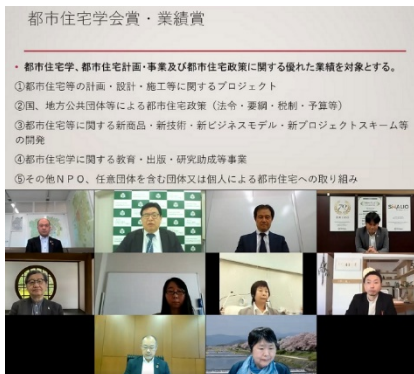 都市住宅学会賞・業績賞
・都市住宅学、都市住宅計画・事業及び都市住宅政策に関する優れた業績を対象とする。
①都市住宅等の計画・設計・施工等に関するプロジェクト
②国、地方公共団体等による都市住宅政策（法令・要綱・税制・予算等）
③都市住宅等に関する新商品・新技術・新ビジネスモデル・新プロジェクトスキーム等
の開発
④都市住宅学に関する教育・出版・研究助成等事業
⑤その他ＮＰＯ、任意団体を含む団体又は個人による都市住宅への取り組み